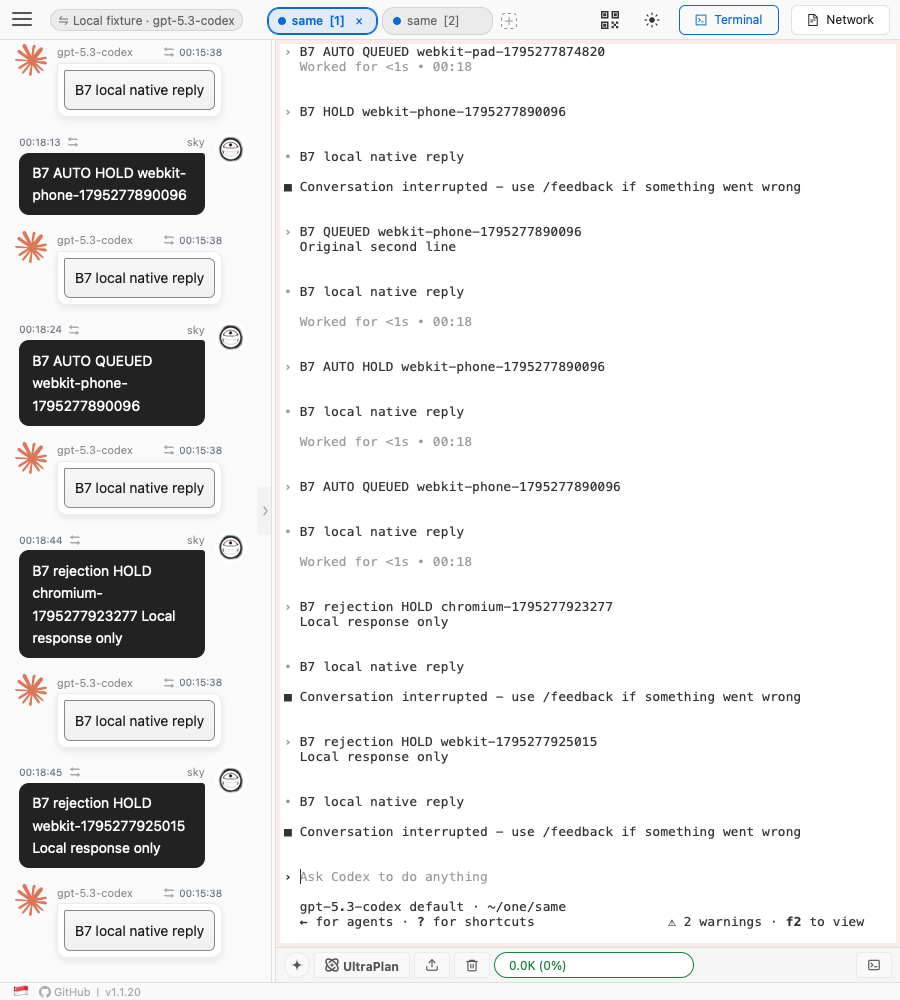 Local fixture · gpt-5.3-codex
same [1] ×
same [2]
Terminal
Network
gpt-5.3-codex 00:15:38
B7 local native reply
00:18:13 sky
B7 AUTO HOLD webkit-
phone-1795277890096
gpt-5.3-codex 00:15:38
B7 local native reply
00:18:24 sky
B7 AUTO QUEUED
webkit-phone-
1795277890096
gpt-5.3-codex 00:15:38
B7 local native reply
00:18:44 sky
B7 rejection HOLD
chromium-
1795277923277 Local
response only
gpt-5.3-codex 00:15:38
B7 local native reply
00:18:45 sky
B7 rejection HOLD
webkit-1795277925015
Local response only
gpt-5.3-codex 00:15:38
B7 local native reply
› B7 AUTO QUEUED webkit-pad-1795277874820
Worked for <1s • 00:18
› B7 HOLD webkit-phone-1795277890096
• B7 local native reply
■ Conversation interrupted - use /feedback if something went wrong
› B7 QUEUED webkit-phone-1795277890096
Original second line
• B7 local native reply
Worked for <1s • 00:18
› B7 AUTO HOLD webkit-phone-1795277890096
• B7 local native reply
Worked for <1s • 00:18
› B7 AUTO QUEUED webkit-phone-1795277890096
• B7 local native reply
Worked for <1s • 00:18
› B7 rejection HOLD chromium-1795277923277
Local response only
• B7 local native reply
■ Conversation interrupted - use /feedback if something went wrong
› B7 rejection HOLD webkit-1795277925015
Local response only
• B7 local native reply
■ Conversation interrupted - use /feedback if something went wrong
› Ask Codex to do anything
gpt-5.3-codex default · ~/one/same
← for agents · ? for shortcuts ⚠ 2 warnings · f2 to view
UltraPlan
0.0K (0%)
GitHub | v1.1.20